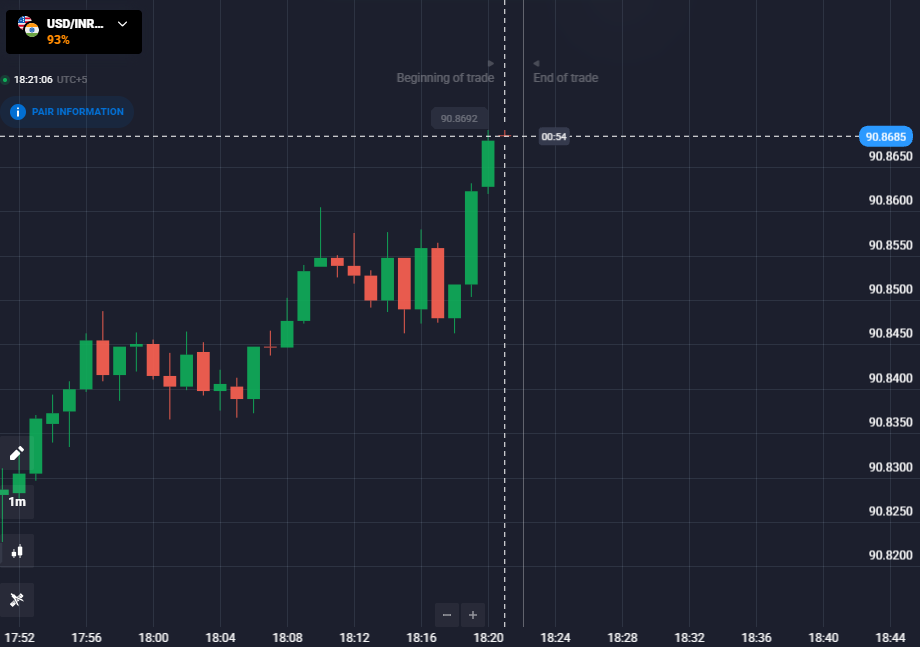 USD/INR...
93%
18:21:06 UTC+5
i PAIR INFORMATION
Beginning of trade
End of trade
90.8692
00:54
90.8685
90.8650
90.8600
90.8550
90.8500
90.8450
90.8400
90.8350
90.8300
90.8250
90.8200
1m
17:52 17:56 18:00 18:04 18:08 18:12 18:16 18:20 18:24 18:28 18:32 18:36 18:40 18:44